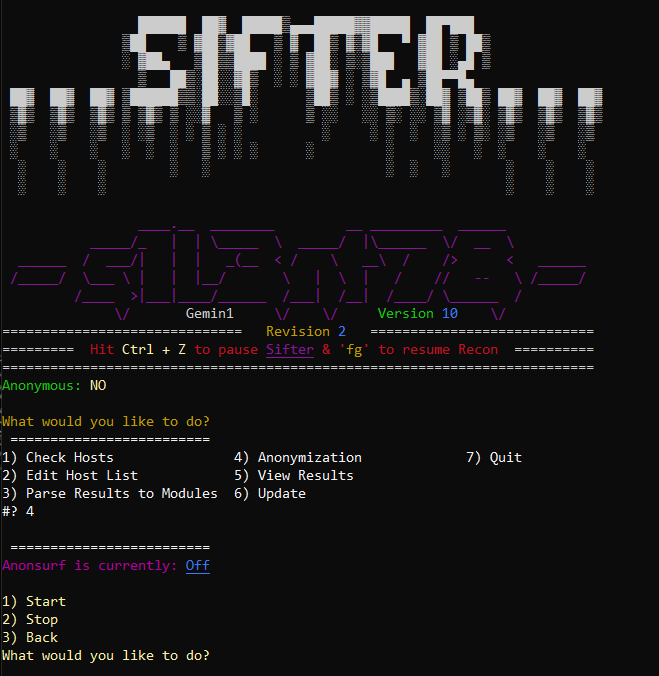 SIFTER
-s1l3nt78-
Gemin1 Version 10
============================== Revision 2 ============================
========= Hit Ctrl + Z to pause Sifter & 'fg' to resume Recon ==========
==========================================================================
Anonymous: NO
What would you like to do?
=========================
1) Check Hosts 4) Anonymization 7) Quit
2) Edit Host List 5) View Results
3) Parse Results to Modules 6) Update
#? 4
=========================
Anonsurf is currently: Off
1) Start
2) Stop
3) Back
What would you like to do?